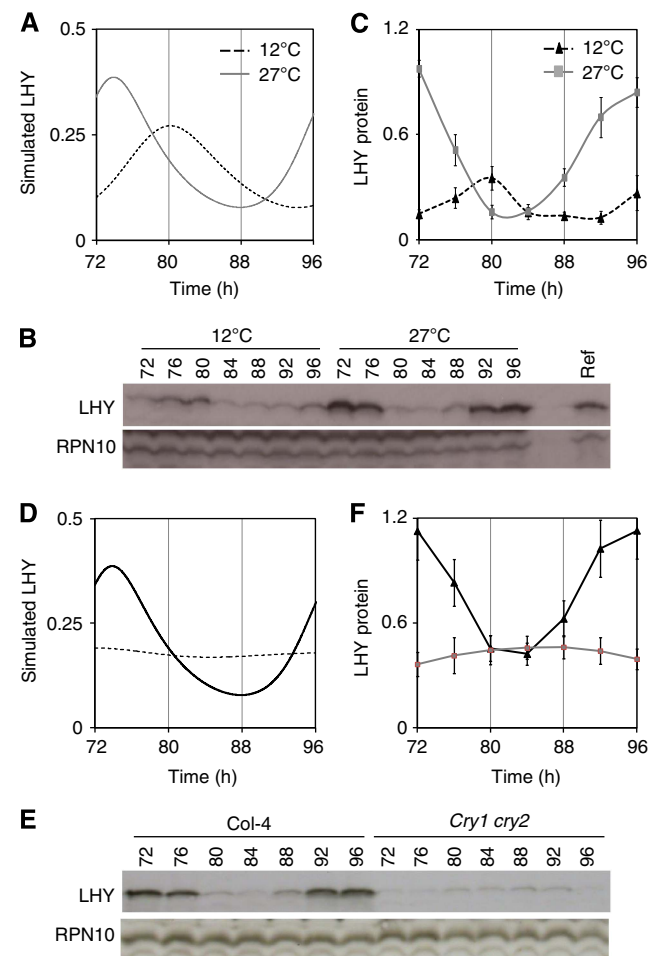 A
0.5
0.25
0
Simulated LHY
12°C
27°C
72 80 88 96
Time (h)
C
1.2
0.6
0
LHY protein
12°C
27°C
72 80 88 96
Time (h)
B
12°C 27°C
72 76 80 84 88 92 96 72 76 80 84 88 92 96 Ref
LHY
RPN10
D
0.5
0.25
0
Simulated LHY
72 80 88 96
Time (h)
F
1.2
0.6
0
LHY protein
72 80 88 96
Time (h)
E
Col-4 Cry1 cry2
72 76 80 84 88 92 96 72 76 80 84 88 92 96
LHY
RPN10